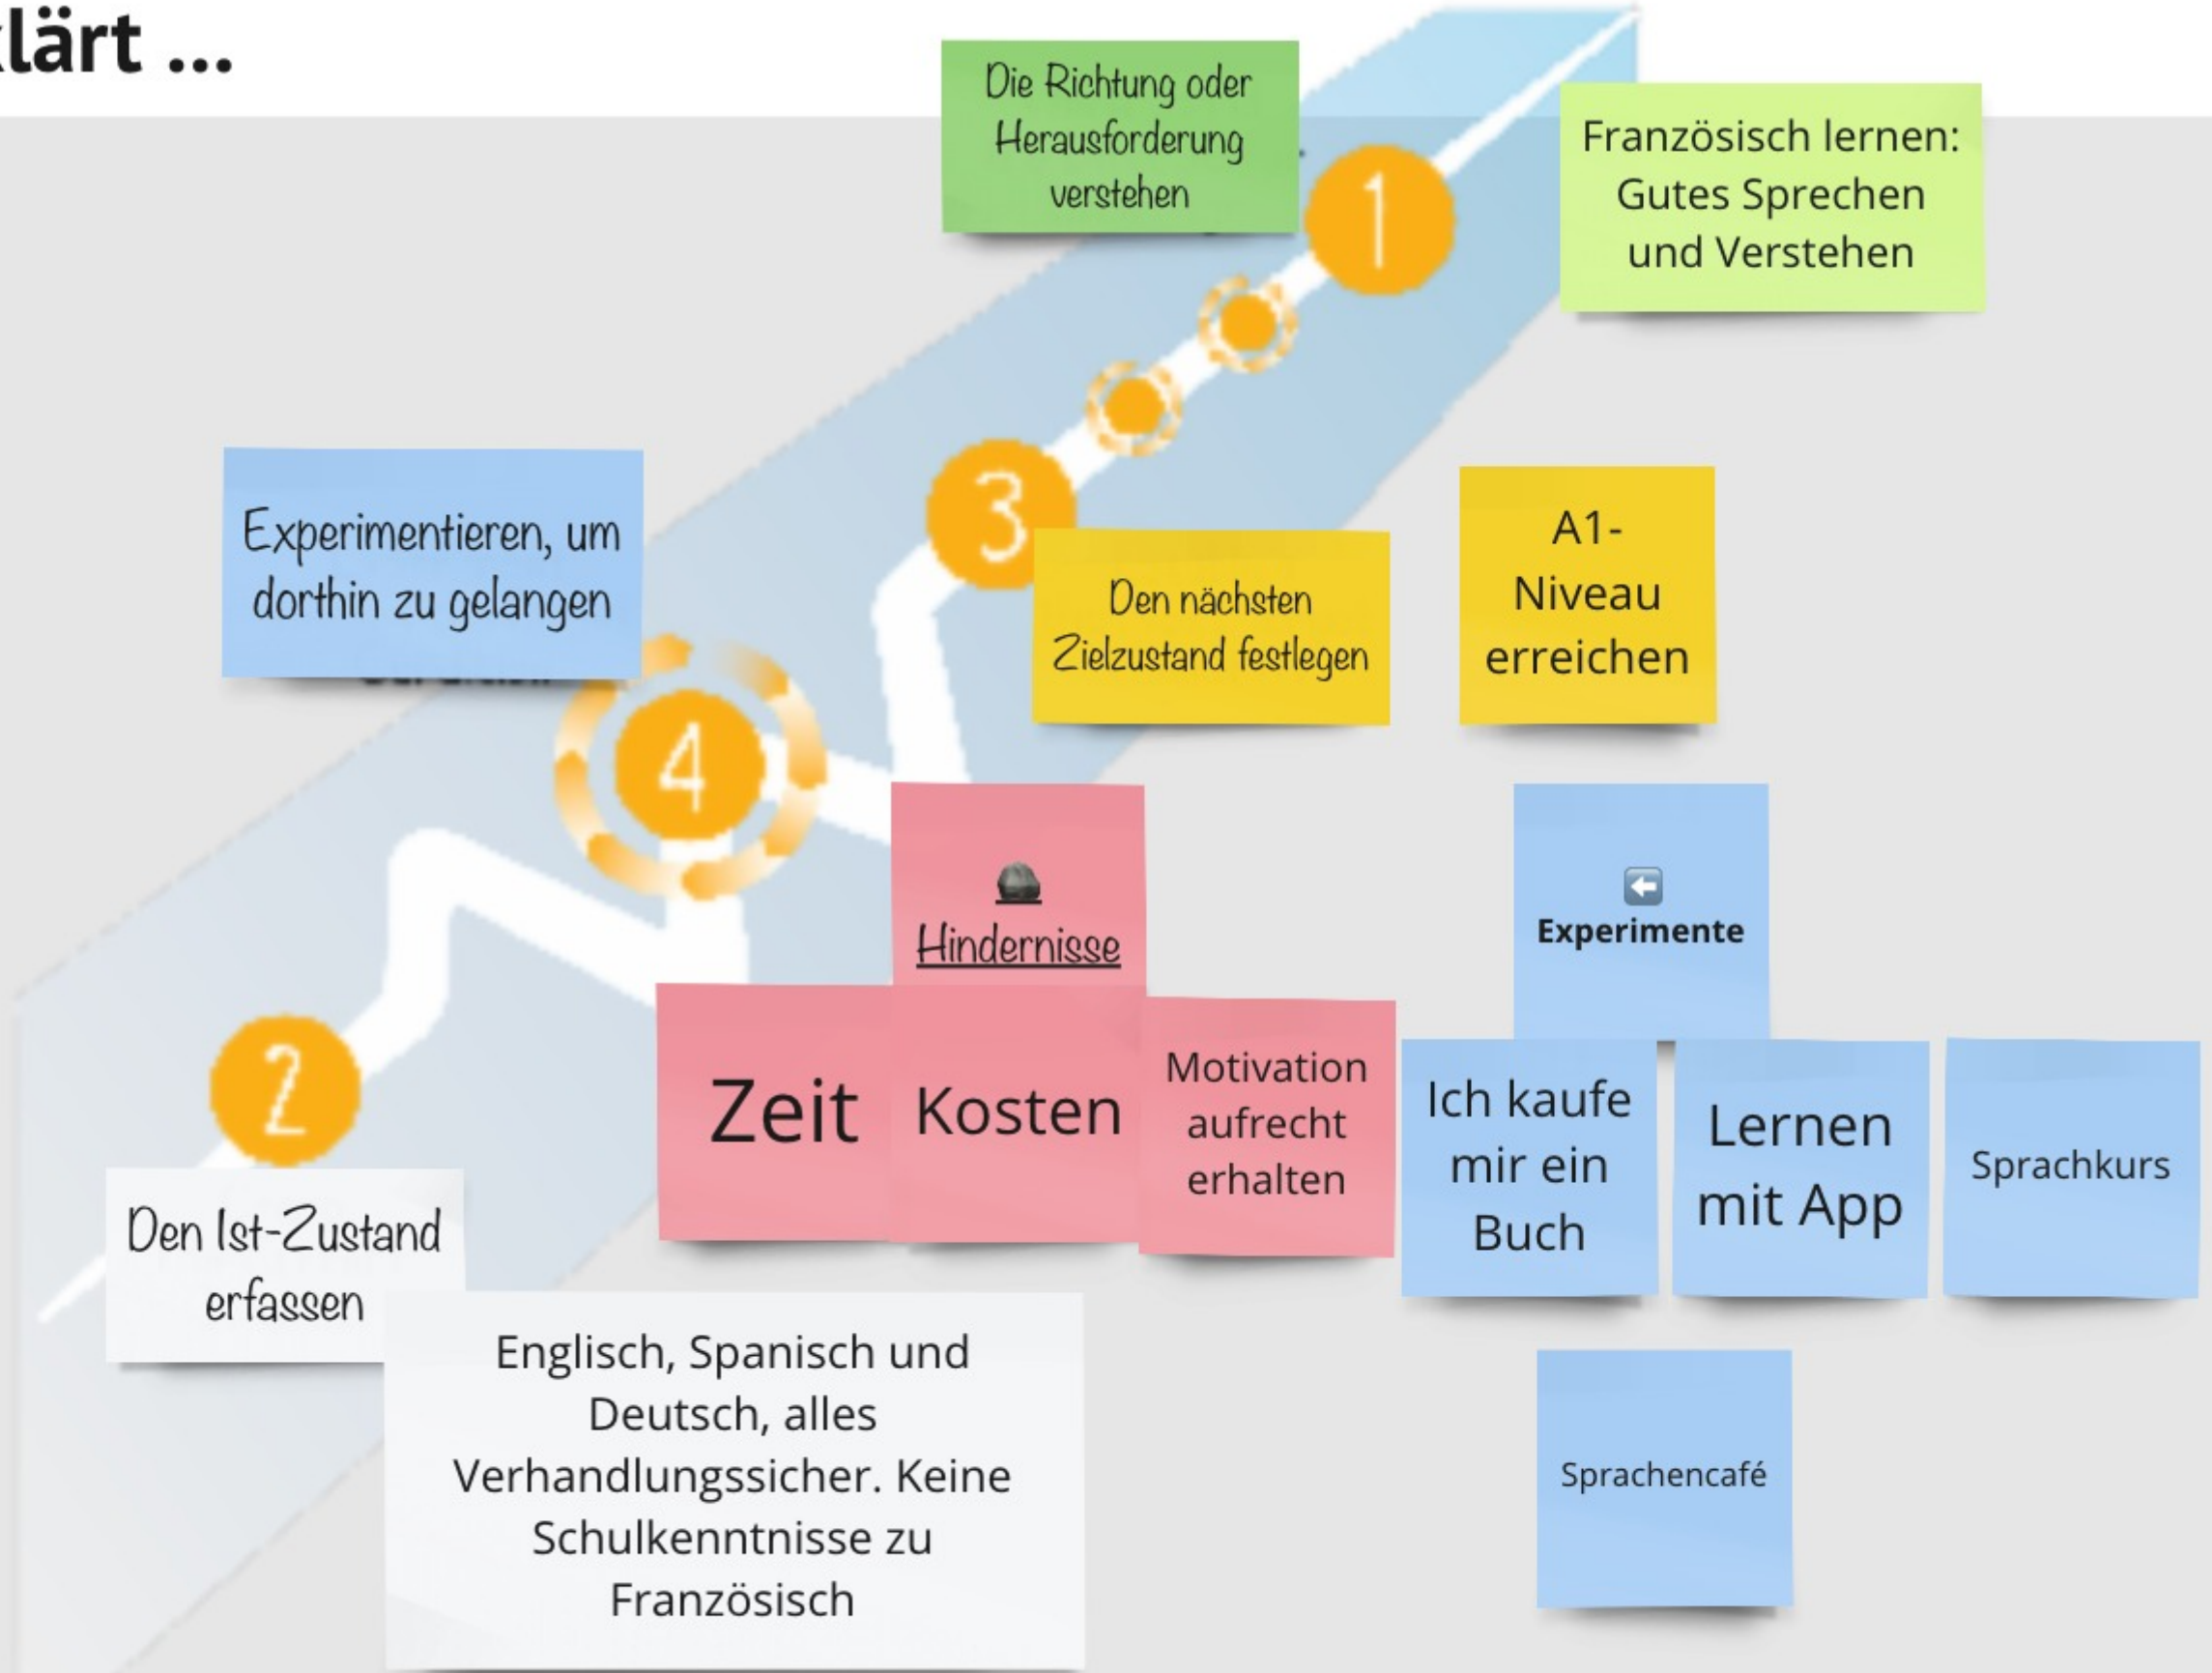 lärt ...
Die Richtung oder
Herausforderung
verstehen
1
Französisch lernen:
Gutes Sprechen
und Verstehen
Experimentieren, um
dorthin zu gelangen
3
Den nächsten
Zielzustand festlegen
A1-
Niveau
erreichen
4
Hindernisse
Experimente
2
Zeit
Kosten
Motivation
aufrecht
erhalten
Ich kaufe
mir ein
Buch
Lernen
mit App
Sprachkurs
Den Ist-Zustand
erfassen
Englisch, Spanisch und
Deutsch, alles
Verhandlungssicher. Keine
Schulkenntnisse zu
Französisch
Sprachencafé